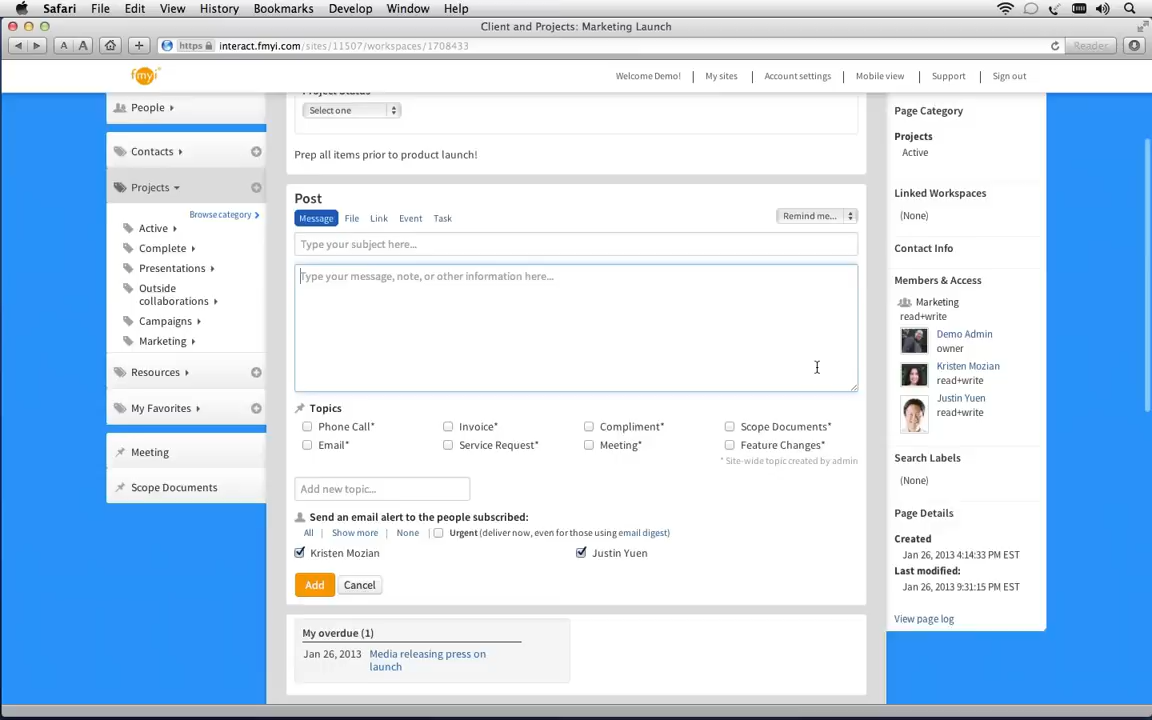 Safari File Edit View History Bookmarks Develop Window Help
Client and Projects: Marketing Launch
A A https interact.fmyi.com/sites/11507/workspaces/1708433 Reader
fmyi Welcome Demo! My sites Account settings Mobile view Support Sign out
People
Contacts
Projects
Browse category
Active
Complete
Presentations
Outside
collaborations
Campaigns
Marketing
Resources
My Favorites
Meeting
Scope Documents
Project Status
Select one
Prep all items prior to product launch!
Post
Message File Link Event Task Remind me...
Type your subject here...
Type your message, note, or other information here...
Topics
Phone Call* Invoice* Compliment* Scope Documents*
Email* Service Request* Meeting* Feature Changes*
* Site-wide topic created by admin
Add new topic...
Send an email alert to the people subscribed:
All | Show more | None | Urgent (deliver now, even for those using email digest)
Kristen Mozian Justin Yuen
Add Cancel
My overdue (1)
Jan 26, 2013 Media releasing press on
launch
Page Category
Projects
Active
Linked Workspaces
(None)
Contact Info
Members & Access
Marketing
read+write
Demo Admin
owner
Kristen Mozian
read+write
Justin Yuen
read+write
Search Labels
(None)
Page Details
Created
Jan 26, 2013 4:14:33 PM EST
Last modified:
Jan 26, 2013 9:31:15 PM EST
View page log